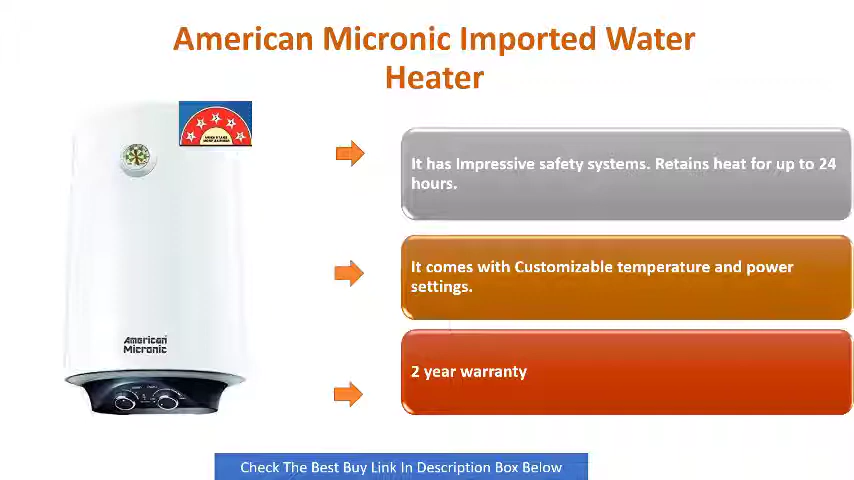 American Micronic Imported Water
Heater
It has Impressive safety systems. Retains heat for up to 24
hours.
It comes with Customizable temperature and power
settings.
American
Micronic
2 year warranty
Check The Best Buy Link In Description Box Below